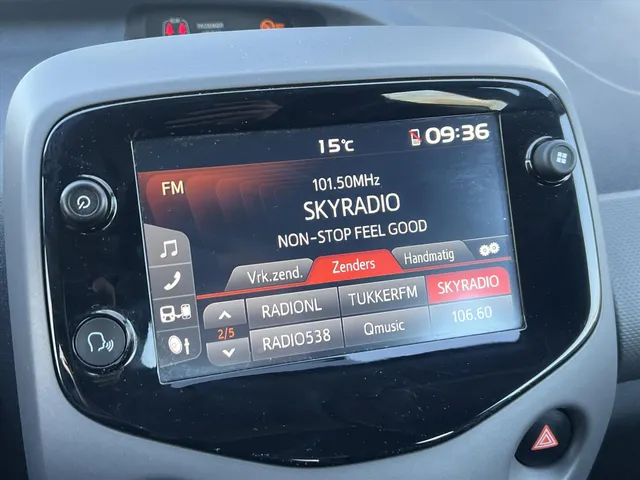 PASSENGER
15°C
09:36
FM
101.50MHz
SKYRADIO
NON-STOP FEEL GOOD
Vrk.zend.
Zenders
Handmatig
RADIONL
TUKKERFM
SKYRADIO
2/5
RADIO538
Qmusic
106.60